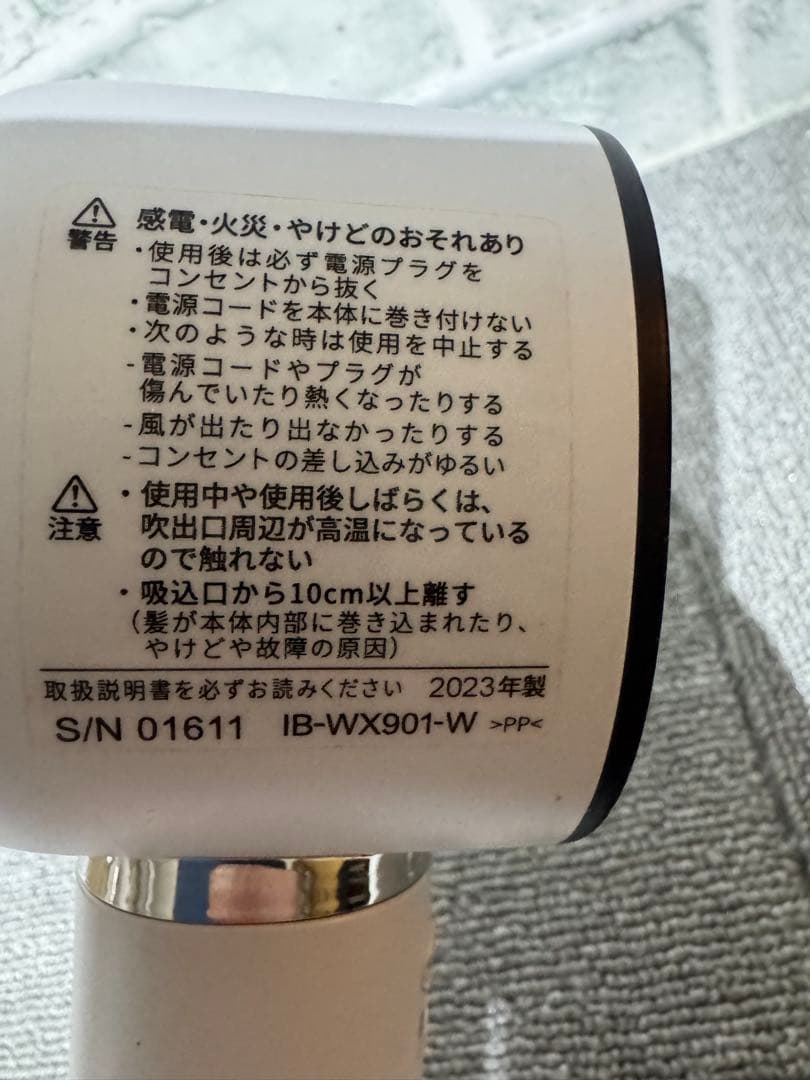 ⚠ 感電・火災・やけどのおそれあり
警告
・使用後は必ず電源プラグを
コンセントから抜く
・電源コードを本体に巻き付けない
・次のような時は使用を中止する
-電源コードやプラグが
傷んでいたり熱くなったりする
-風が出たり出なかったりする
-コンセントの差し込みがゆるい
⚠ ・使用中や使用後しばらくは、
注意 吹出口周辺が高温になっている
ので触れない
・吸込口から10cm以上離す
（髪が本体内部に巻き込まれたり、
やけどや故障の原因）
取扱説明書を必ずお読みください 2023年製
S/N 01611 IB-WX901-W >PP<